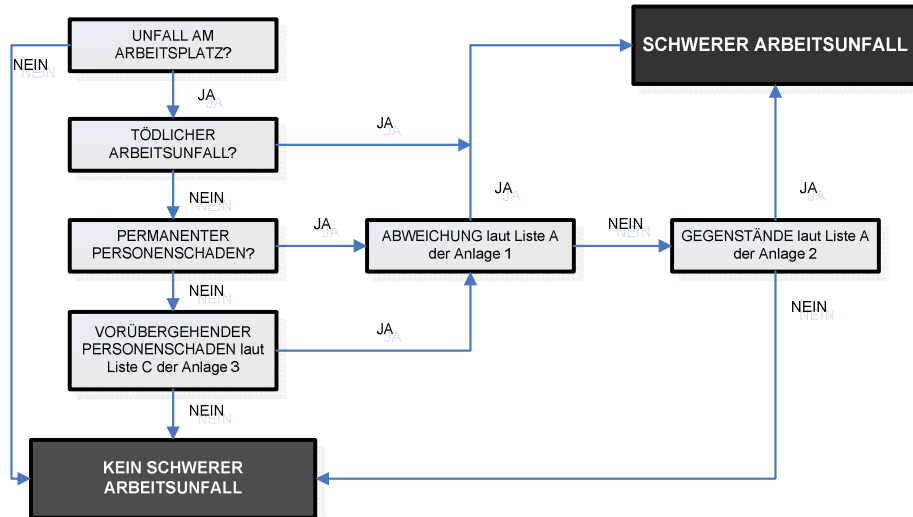 UNFALL AM
ARBEITSPLATZ?
NEIN
JA
SCHWERER ARBEITSUNFALL
TÖDLICHER
ARBEITSUNFALL?
JA
NEIN
JA
JA
PERMANENTER
PERSONENSCHADEN?
JA
ABWEICHUNG laut Liste A
der Anlage 1
NEIN
GEGENSTÄNDE laut Liste A
der Anlage 2
NEIN
NEIN
VORÜBERGEHENDER
PERSONENSCHADEN laut
Liste C der Anlage 3
JA
NEIN
KEIN SCHWERER
ARBEITSUNFALL